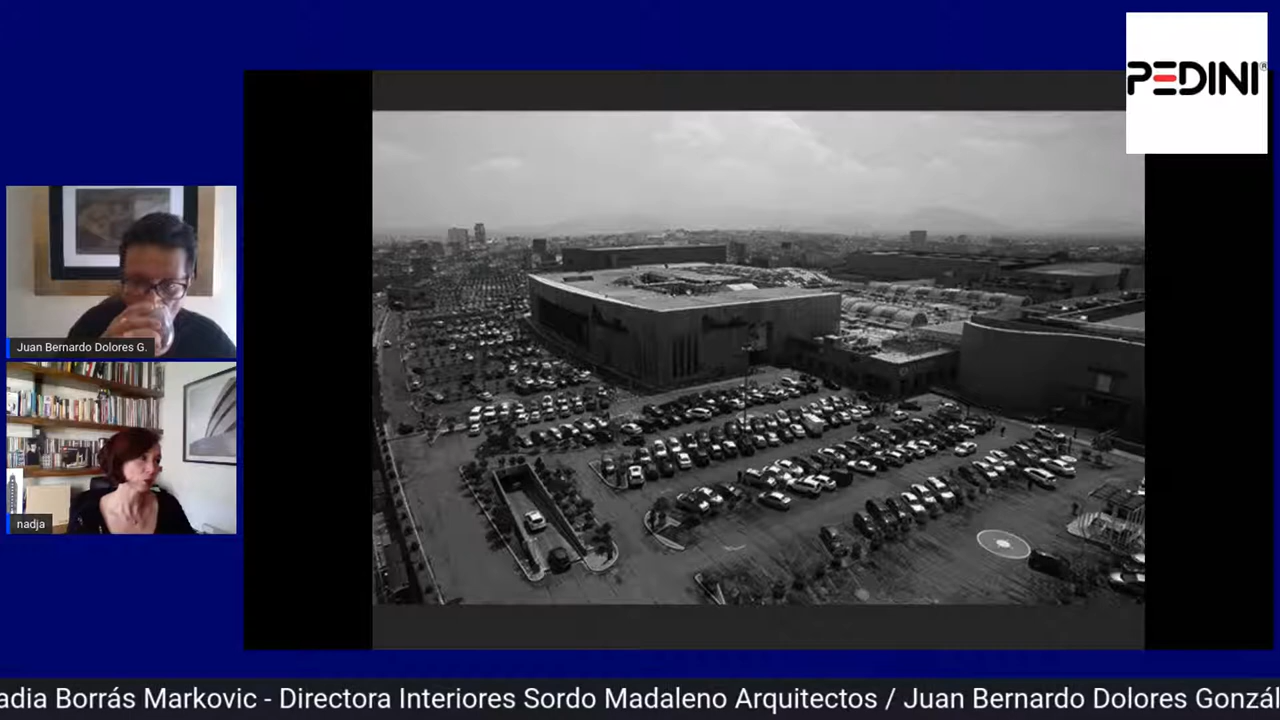 PEDINI®
Juan Bernardo Dolores G.
nadja
adia Borrás Markovic - Directora Interiores Sordo Madaleno Arquitectos / Juan Bernardo Dolores Gonzál